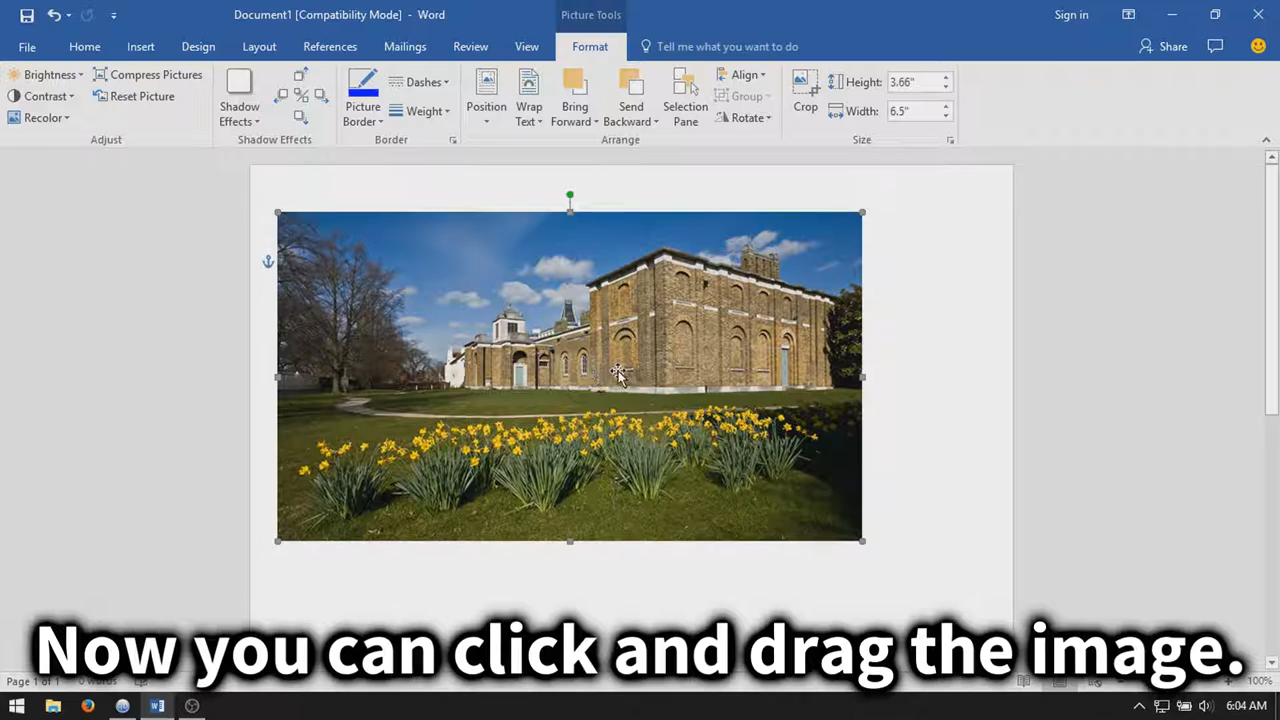 Document1 [Compatibility Mode] - Word
Picture Tools
Sign in
File
Home
Insert
Design
Layout
References
Mailings
Review
View
Format
Tell me what you want to do
Share
Brightness
Compress Pictures
Contrast
Reset Picture
Recolor
Adjust
Shadow
Effects
Shadow Effects
Picture
Border
Dashes
Weight
Border
Position
Wrap
Text
Bring
Forward
Send
Backward
Selection
Pane
Align
Group
Rotate
Arrange
Crop
Height:
3.66"
Width:
6.5"
Size
Now you can click and drag the image.
Page 1 of 1
0 words
100%
6:04 AM